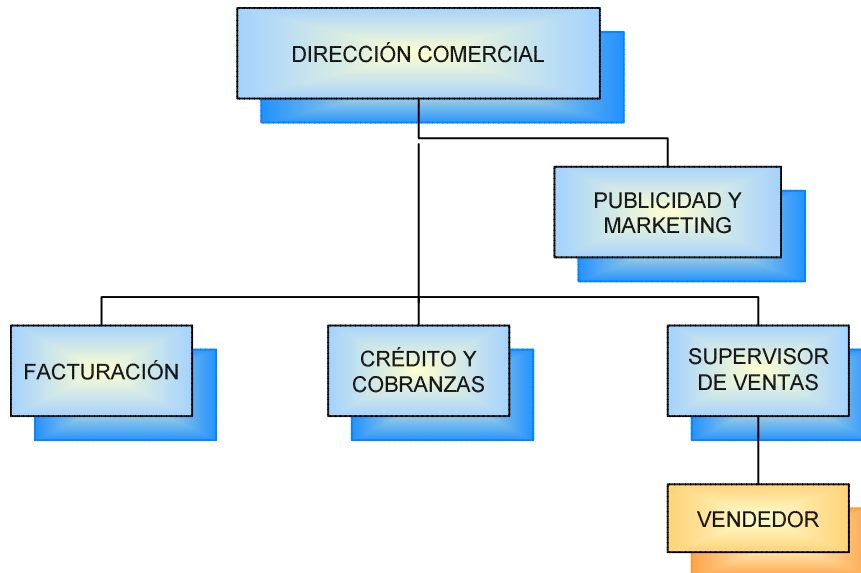 DIRECCIÓN COMERCIAL
PUBLICIDAD Y
MARKETING
FACTURACIÓN
CRÉDITO Y
COBRANZAS
SUPERVISOR
DE VENTAS
VENDEDOR